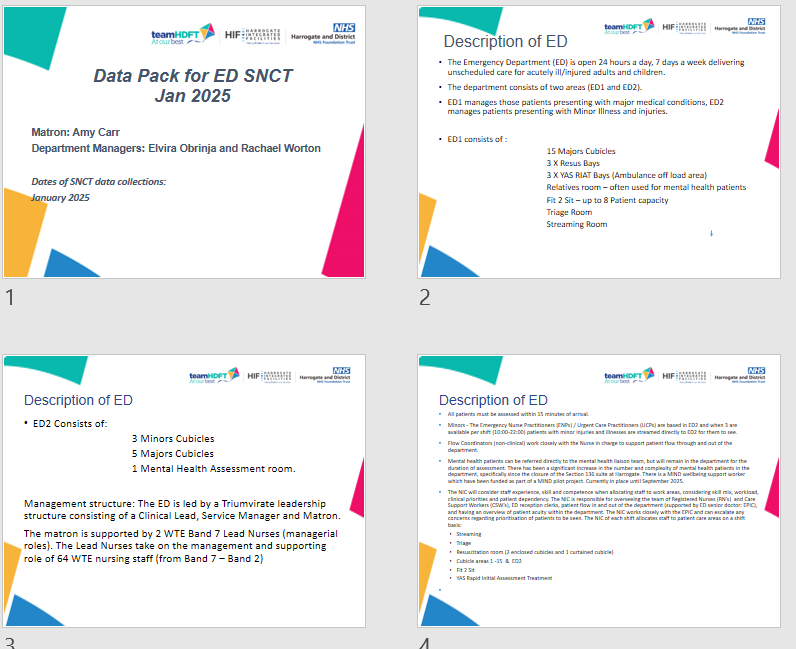 teamHDFT
At our best
HIF
HARROGATE
INTEGRATED
FACILITIES
NHS
Harrogate and District
NHS Foundation Trust
Data Pack for ED SNCT
Jan 2025
Matron: Amy Carr
Department Managers: Elvira Obrinja and Rachael Worton
Dates of SNCT data collections:
January 2025
1
teamHDFT
At our best
HIF
HARROGATE
INTEGRATED
FACILITIES
NHS
Harrogate and District
NHS Foundation Trust
Description of ED
• The Emergency Department (ED) is open 24 hours a day, 7 days a week delivering
unscheduled care for acutely ill/injured adults and children.
• The department consists of two areas (ED1 and ED2).
• ED1 manages those patients presenting with major medical conditions, ED2
manages patients presenting with Minor Illness and injuries.
• ED1 consists of :
15 Majors Cubicles
3 X Resus Bays
3 X YAS RIAT Bays (Ambulance off load area)
Relatives room – often used for mental health patients
Fit 2 Sit – up to 8 Patient capacity
Triage Room
Streaming Room
2
teamHDFT
At our best
HIF
HARROGATE
INTEGRATED
FACILITIES
NHS
Harrogate and District
NHS Foundation Trust
Description of ED
• ED2 Consists of:
3 Minors Cubicles
5 Majors Cubicles
1 Mental Health Assessment room.
Management structure: The ED is led by a Triumvirate leadership
structure consisting of a Clinical Lead, Service Manager and Matron.
The matron is supported by 2 WTE Band 7 Lead Nurses (managerial
roles). The Lead Nurses take on the management and supporting
role of 64 WTE nursing staff (from Band 7 – Band 2)
3
teamHDFT
At our best
HIF
HARROGATE
INTEGRATED
FACILITIES
NHS
Harrogate and District
NHS Foundation Trust
Description of ED
• All patients must be assessed within 15 minutes of arrival.
• Minors - The Emergency Nurse Practitioners (ENPs) / Urgent Care Practitioners (UCPs) are based in ED2 and when 3 are
available per shift (10:00-22:00) patients with minor injuries and illnesses are streamed directly to ED2 for them to see.
• Flow Coordinators (non-clinical) work closely with the Nurse in charge to support patient flow through and out of the
department.
• Mental health patients can be referred directly to the mental health liaison team, but will remain in the department for the
duration of assessment. There has been a significant increase in the number and complexity of mental health patients in the
department, specifically since the closure of the Section 136 suite at Harrogate. There is a MIND wellbeing support worker
which have been funded as part of a MIND pilot project. Currently in place until September 2025.
• The NIC will consider staff experience, skill and competence when allocating staff to work areas, considering skill mix, workload,
clinical priorities and patient dependency. The NIC is responsible for overseeing the team of Registered Nurses (RN's) and Care
Support Workers (CSW's), ED reception clerks, patient flow in and out of the department (supported by ED senior doctor: EPIC),
and having an overview of patient acuity within the department. The NIC works closely with the EPIC and can escalate any
concerns regarding prioritisation of patients to be seen. The NIC of each shift allocates staff to patient care areas on a shift
basis:
• Streaming
• Triage
• Resuscitation room (2 enclosed cubicles and 1 curtained cubicle)
• Cubicle areas 1 -15 & ED2
• Fit 2 Sit
• YAS Rapid Initial Assessment Treatment
•
4